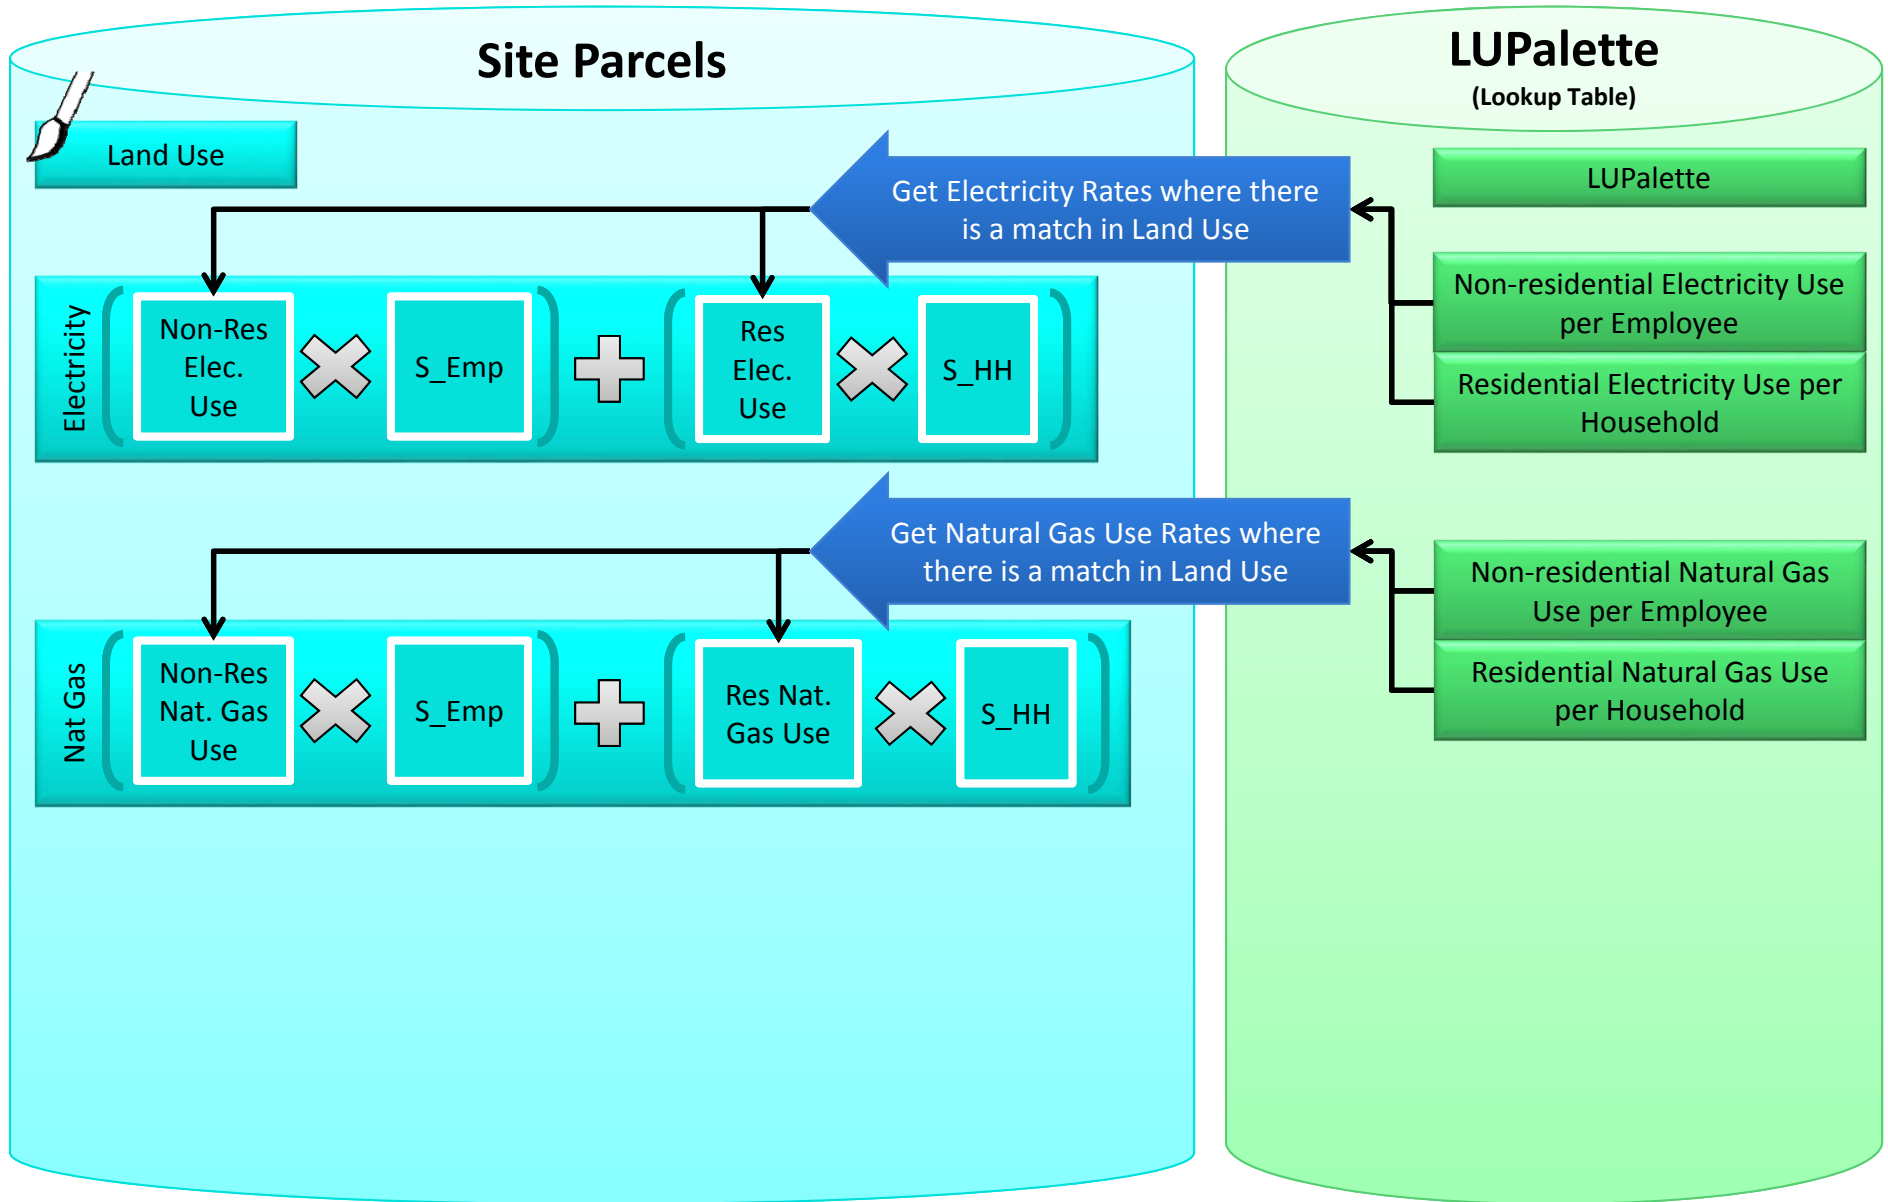 Site Parcels
LUPalette
(Lookup Table)
Land Use
Get Electricity Rates where there
is a match in Land Use
LUPalette
Non-residential Electricity Use
per Employee
Residential Electricity Use per
Household
Electricity
Non-Res
Elec.
Use
S_Emp
Res
Elec.
Use
S_HH
Get Natural Gas Use Rates where
there is a match in Land Use
Non-residential Natural Gas
Use per Employee
Residential Natural Gas Use
per Household
Nat Gas
Non-Res
Nat. Gas
Use
S_Emp
Res Nat.
Gas Use
S_HH